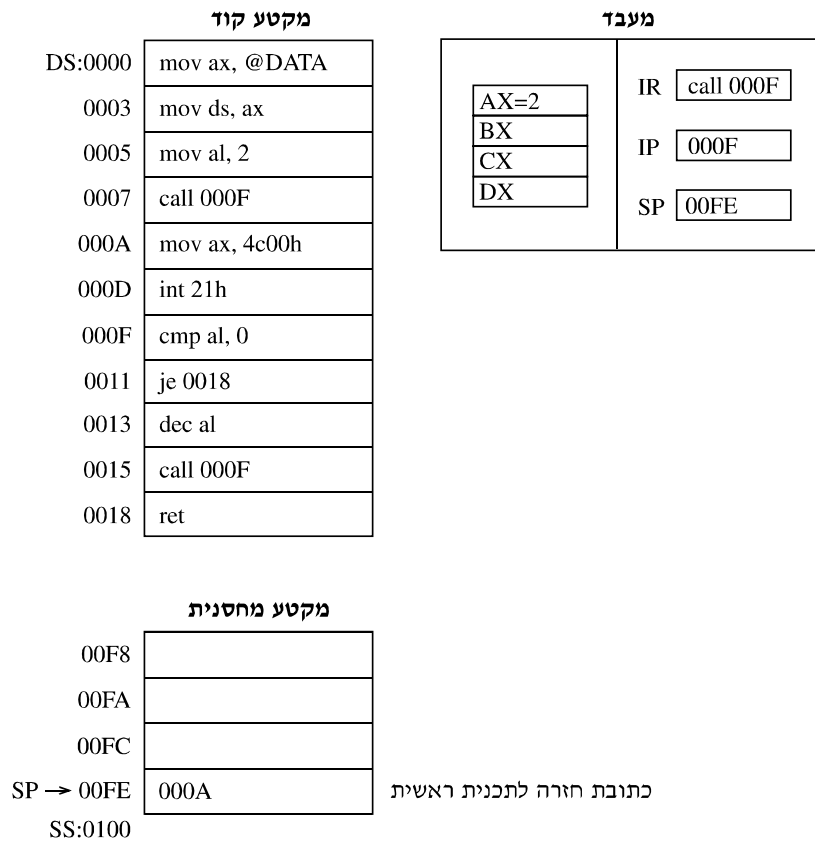 מקטע קוד
DS:0000 mov ax, @DATA
0003 mov ds, ax
0005 mov al, 2
0007 call 000F
000A mov ax, 4c00h
000D int 21h
000F cmp al, 0
0011 je 0018
0013 dec al
0015 call 000F
0018 ret
מעבד
AX=2
BX
CX
DX
IR call 000F
IP 000F
SP 00FE
מקטע מחסנית
00F8
00FA
00FC
SP → 00FE 000A כתובת חזרה לתכנית ראשית
SS:0100